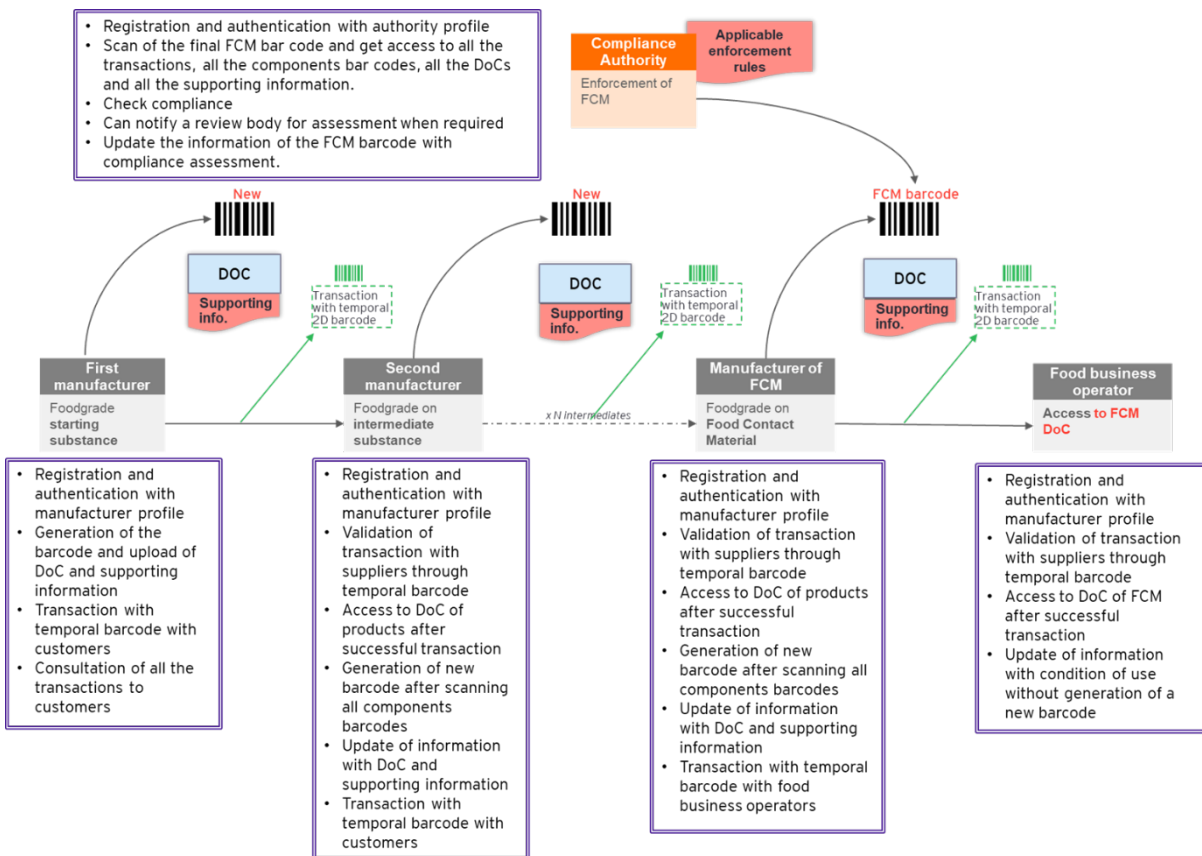 • Registration and authentication with authority profile
• Scan of the final FCM bar code and get access to all the
transactions, all the components bar codes, all the DoCs
and all the supporting information.
• Check compliance
• Can notify a review body for assessment when required
• Update the information of the FCM barcode with
compliance assessment.
Compliance
Authority
Enforcement of
FCM
Applicable
enforcement
rules
New
New
FCM barcode
DOC
Supporting
info.
Transaction
with temporal
2D barcode
DOC
Supporting
info.
Transaction
with temporal
2D barcode
DOC
Supporting
info.
Transaction
with temporal
2D barcode
First
manufacturer
Foodgrade
starting
substance
Second
manufacturer
Foodgrade on
intermediate
substance
x N intermediates
Manufacturer of
FCM
Foodgrade on
Food Contact
Material
Food business
operator
Access to FCM
DoC
• Registration and
authentication with
manufacturer profile
• Generation of the
barcode and upload of
DoC and supporting
information
• Transaction with
temporal barcode with
customers
• Consultation of all the
transactions to
customers
• Registration and
authentication with
manufacturer profile
• Validation of
transaction with
suppliers through
temporal barcode
• Access to DoC of
products after
successful transaction
• Generation of new
barcode after scanning
all components
barcodes
• Update of information
with DoC and
supporting information
• Transaction with
temporal barcode with
customers
• Registration and
authentication with
manufacturer profile
• Validation of transaction
with suppliers through
temporal barcode
• Access to DoC of products
after successful
transaction
• Generation of new
barcode after scanning all
components barcodes
• Update of information
with DoC and supporting
information
• Transaction with temporal
barcode with food
business operators
• Registration and
authentication with
manufacturer profile
• Validation of transaction
with suppliers through
temporal barcode
• Access to DoC of FCM
after successful
transaction
• Update of information
with condition of use
without generation of a
new barcode